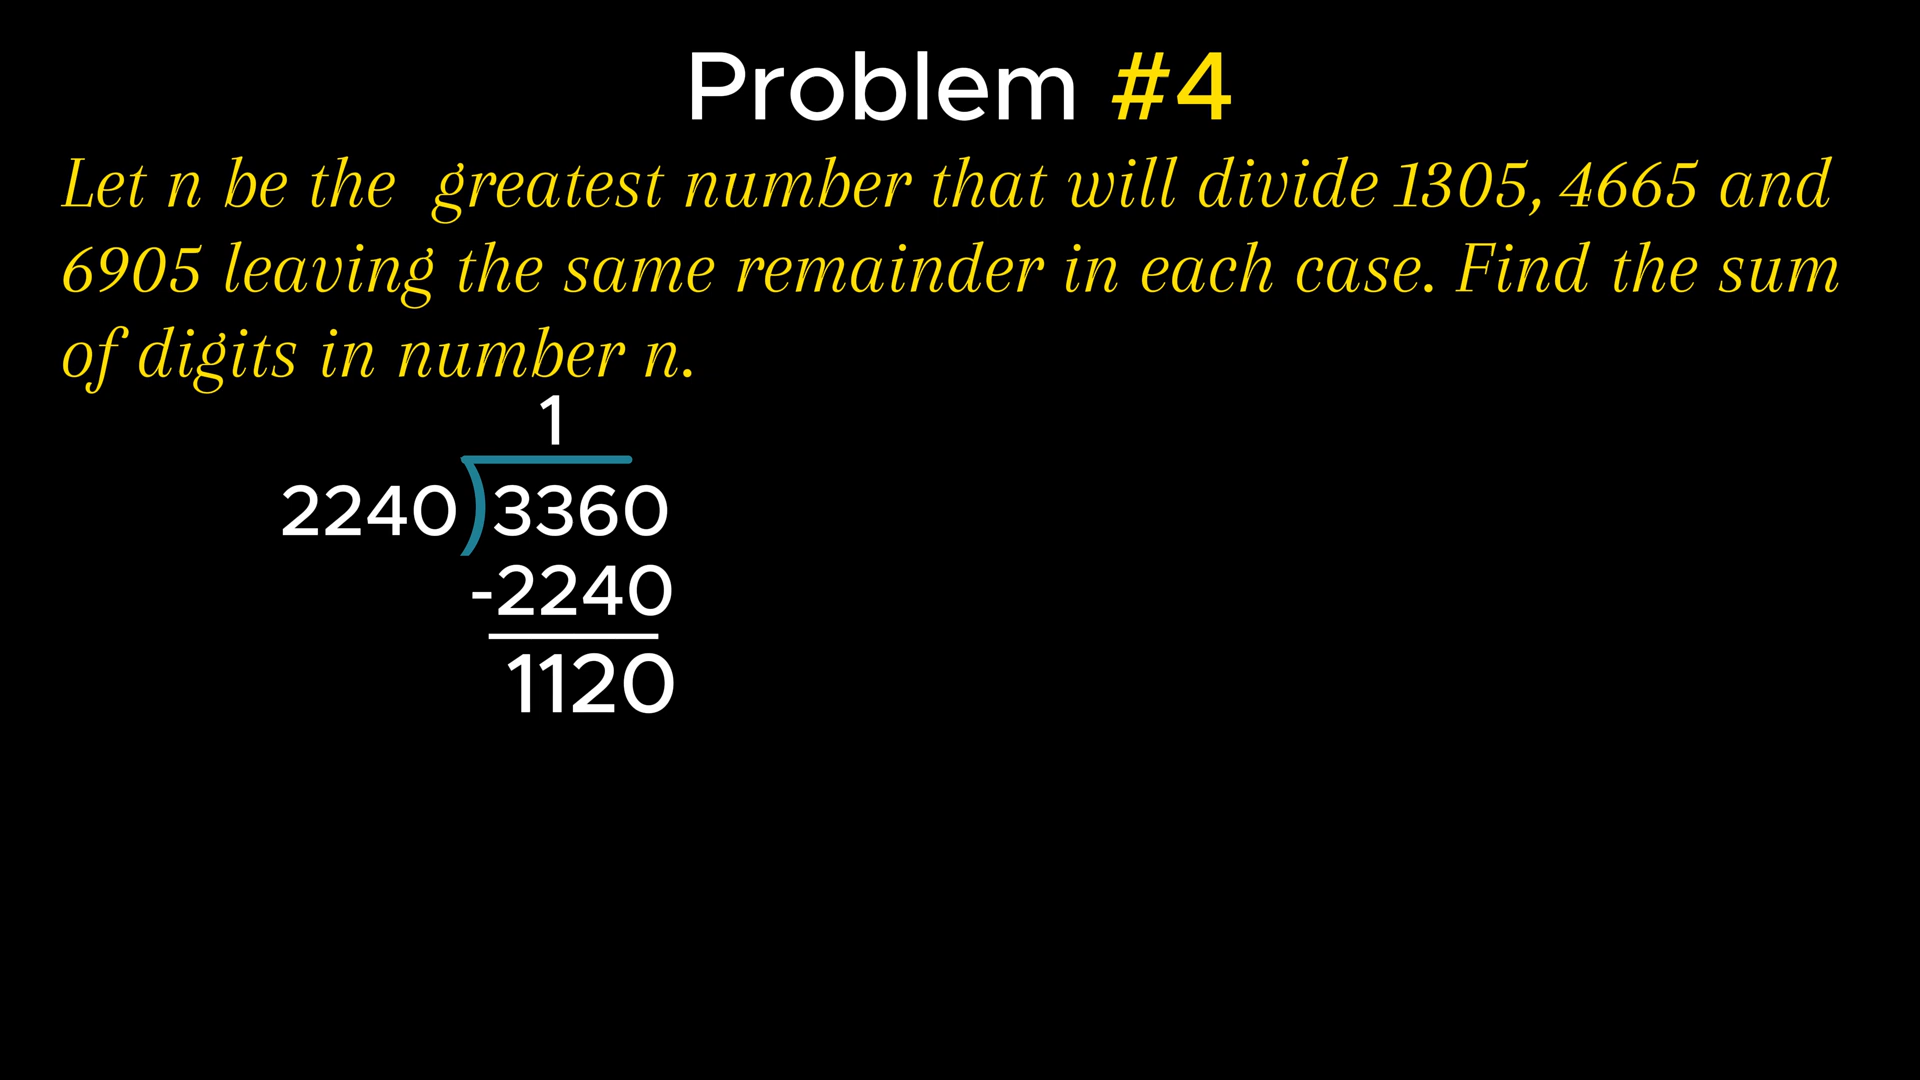 Problem #4
Let n be the greatest number that will divide 1305, 4665 and
6905 leaving the same remainder in each case. Find the sum
of digits in number n.
1
2240)3360
-2240
1120